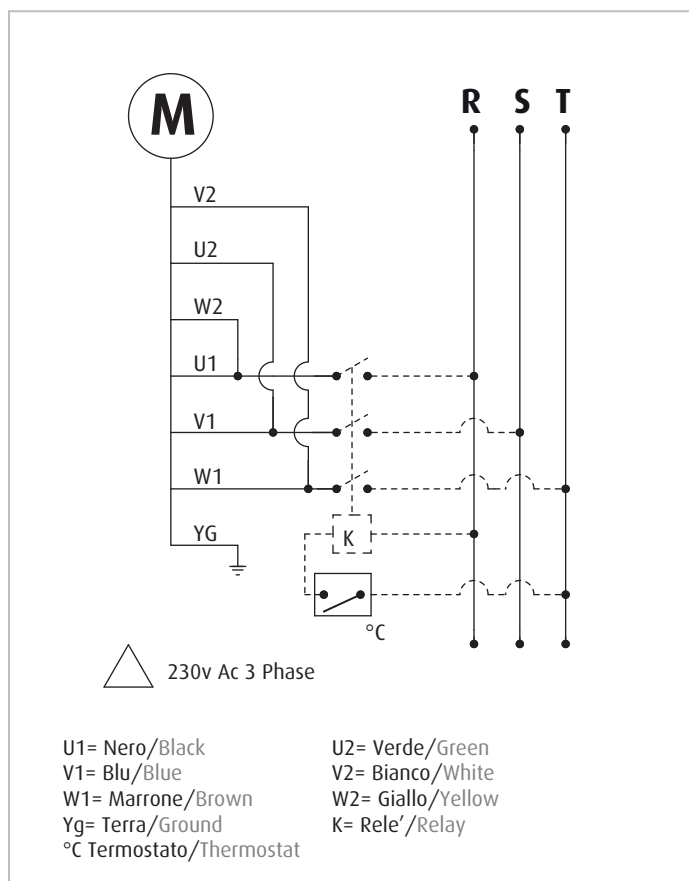 M
R S T
V2
U2
W2
U1
V1
W1
YG
K
°C
230v Ac 3 Phase
U1= Nero/Black
V1= Blu/Blue
W1= Marrone/Brown
Yg= Terra/Ground
°C Termostato/Thermostat
U2= Verde/Green
V2= Bianco/White
W2= Giallo/Yellow
K= Rele’/Relay